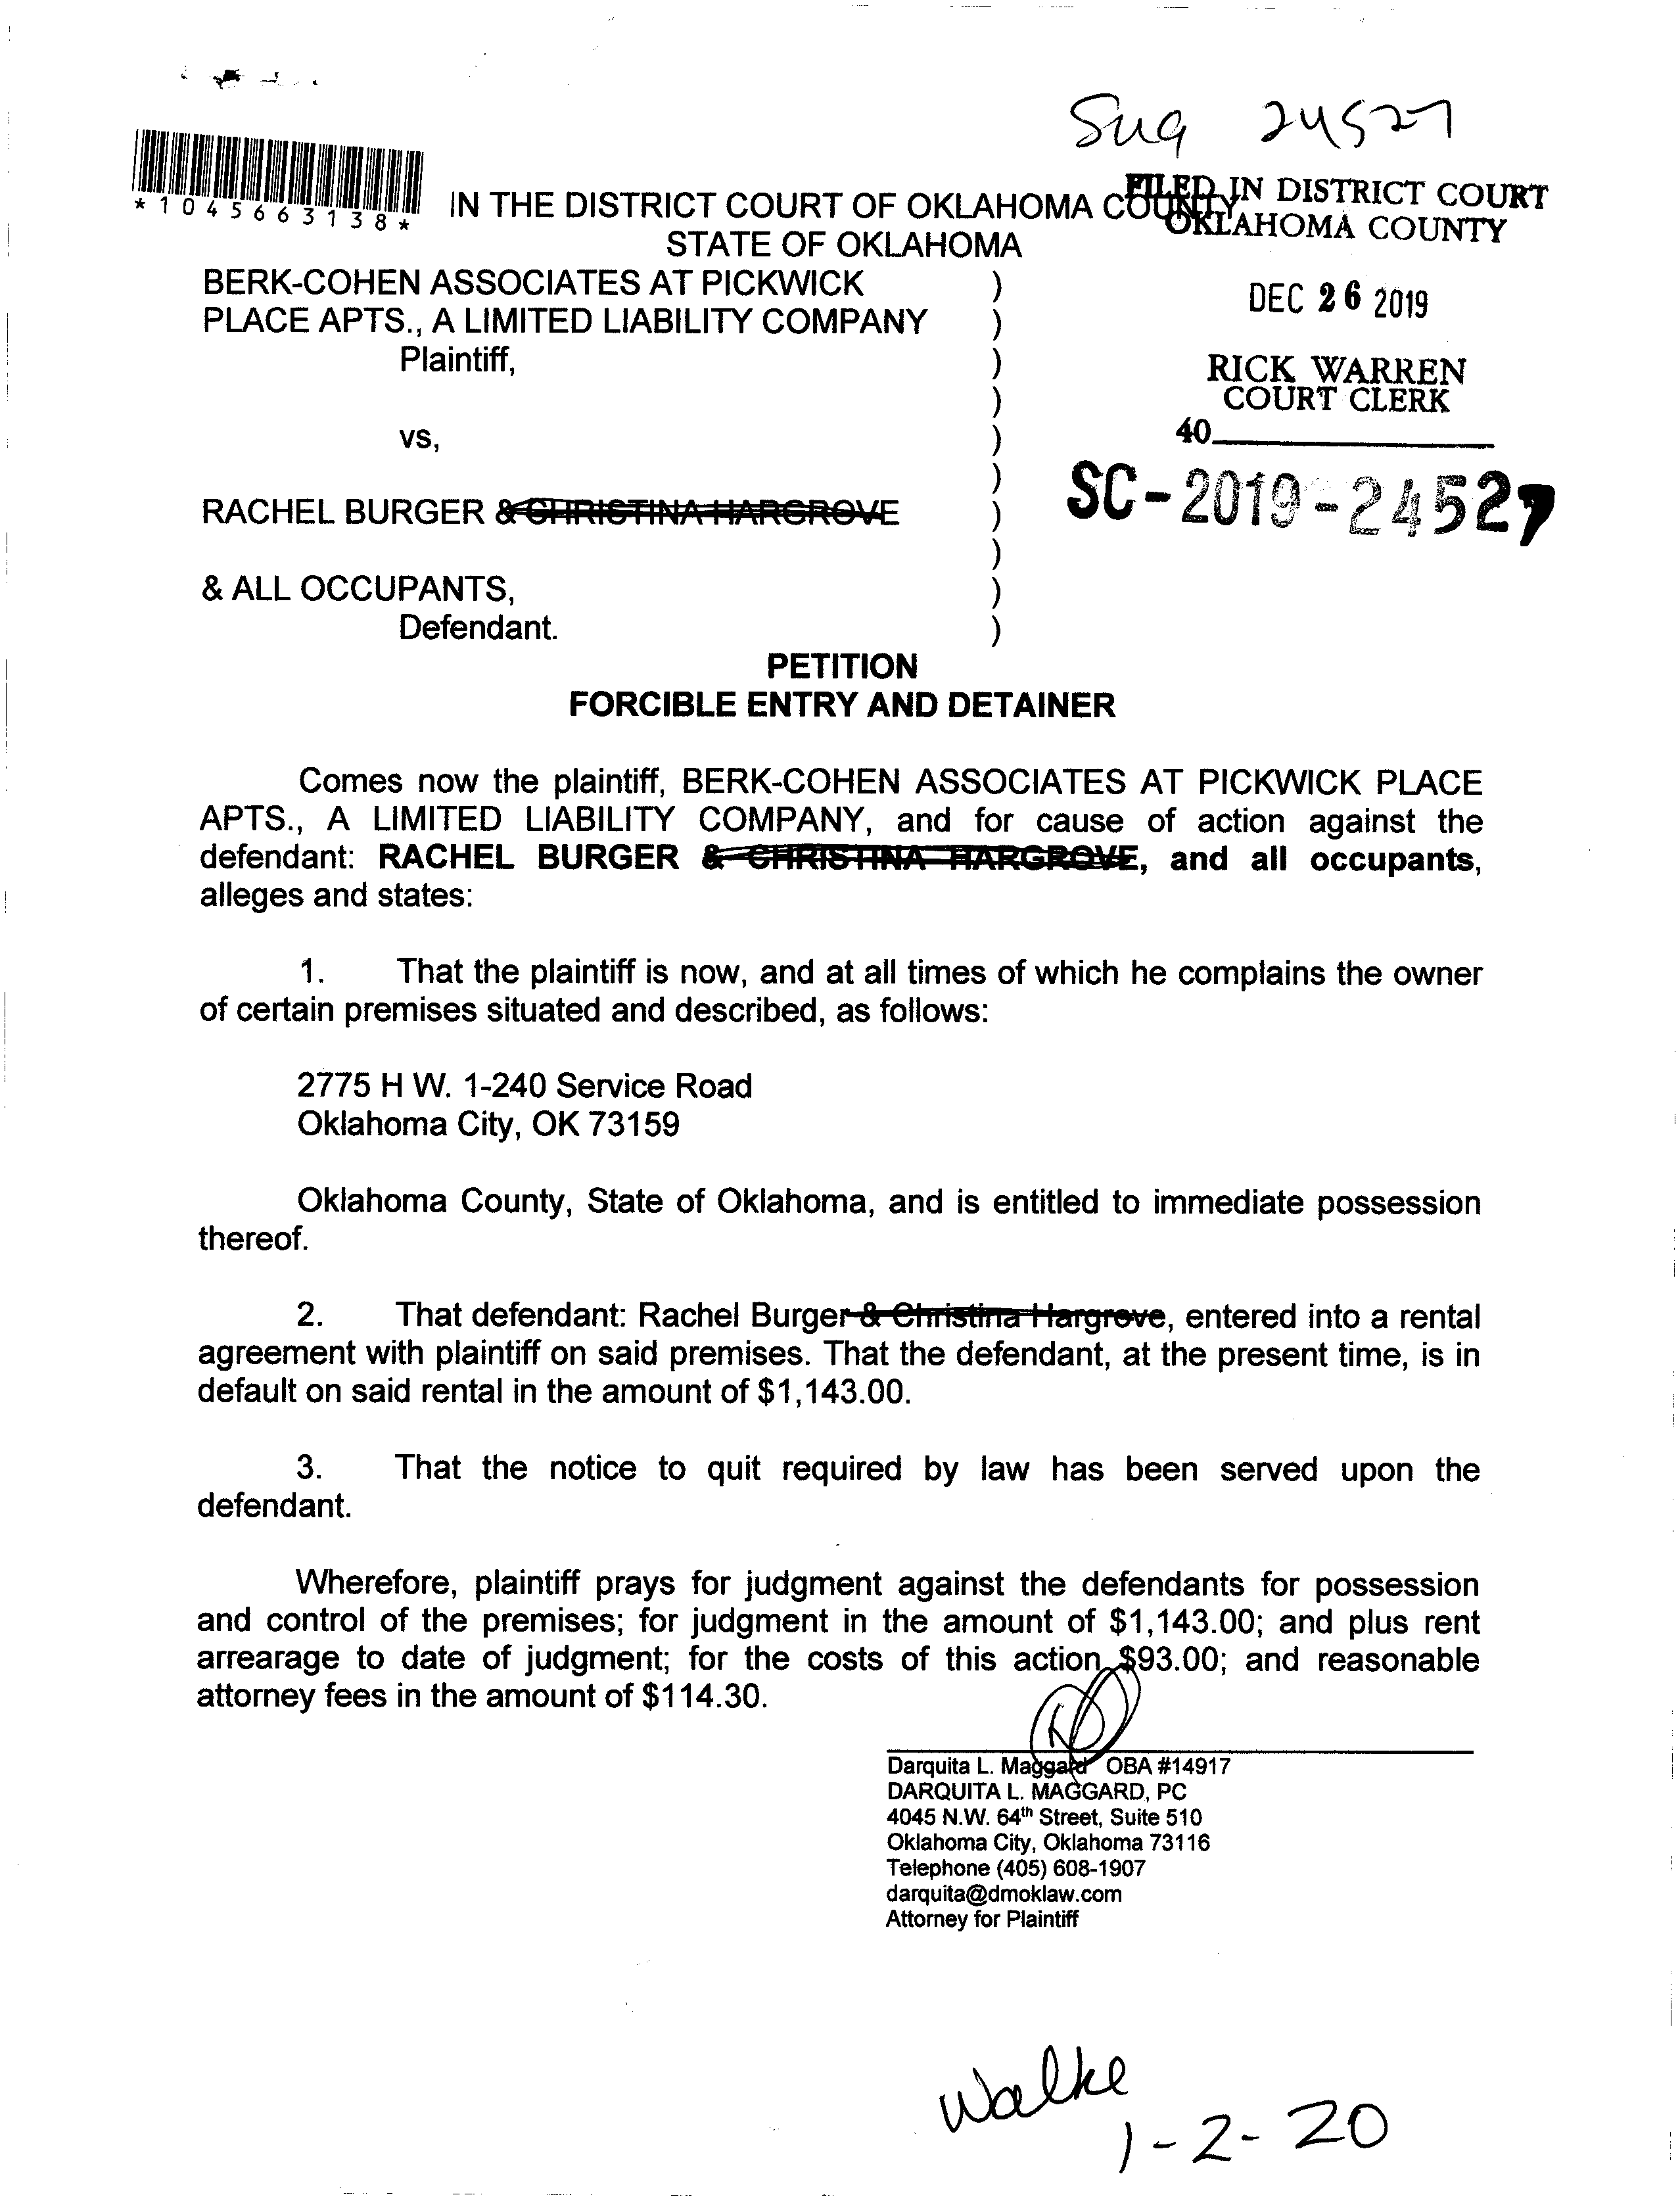 Sug 24527
*1045663138*
IN THE DISTRICT COURT OF OKLAHOMA COUNTY
STATE OF OKLAHOMA
FILED IN DISTRICT COURT
OKLAHOMA COUNTY
DEC 26 2019
RICK WARREN
COURT CLERK
40
SC-2019-24527
BERK-COHEN ASSOCIATES AT PICKWICK )
PLACE APTS., A LIMITED LIABILITY COMPANY )
Plaintiff, )
)
vs, )
)
RACHEL BURGER & CHRISTINA HARGROVE )
)
& ALL OCCUPANTS, )
Defendant. )
PETITION
FORCIBLE ENTRY AND DETAINER
Comes now the plaintiff, BERK-COHEN ASSOCIATES AT PICKWICK PLACE
APTS., A LIMITED LIABILITY COMPANY, and for cause of action against the
defendant: RACHEL BURGER & CHRISTINA HARGROVE, and all occupants,
alleges and states:
1. That the plaintiff is now, and at all times of which he complains the owner
of certain premises situated and described, as follows:
2775 H W. 1-240 Service Road
Oklahoma City, OK 73159
Oklahoma County, State of Oklahoma, and is entitled to immediate possession
thereof.
2. That defendant: Rachel Burger & Christina Hargrove, entered into a rental
agreement with plaintiff on said premises. That the defendant, at the present time, is in
default on said rental in the amount of $1,143.00.
3. That the notice to quit required by law has been served upon the
defendant.
Wherefore, plaintiff prays for judgment against the defendants for possession
and control of the premises; for judgment in the amount of $1,143.00; and plus rent
arrearage to date of judgment; for the costs of this action $93.00; and reasonable
attorney fees in the amount of $114.30.
Darquita L. Maggard OBA #14917
DARQUITA L. MAGGARD, PC
4045 N.W. 64th Street, Suite 510
Oklahoma City, Oklahoma 73116
Telephone (405) 608-1907
darquita@dmoklaw.com
Attorney for Plaintiff
Walke
1-2-20